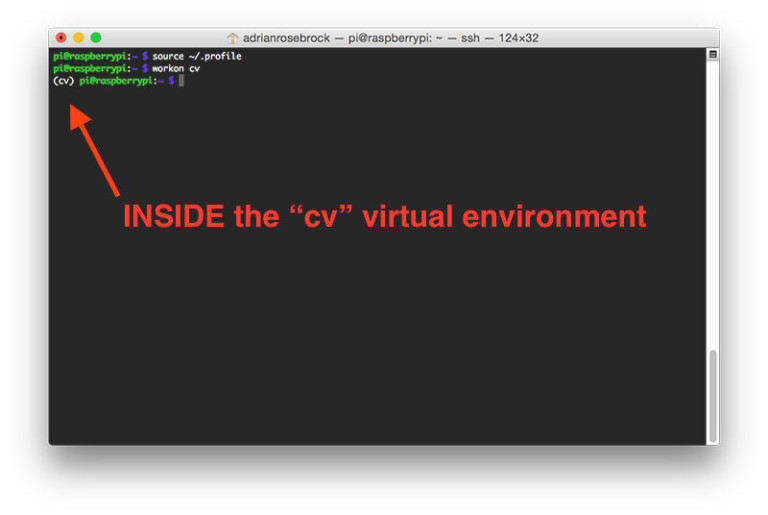 adrianrosebrock — pi@raspberrypi: ~ — ssh — 124×32
pi@raspberrypi:~ $ source ~/.profile
pi@raspberrypi:~ $ workon cv
(cv) pi@raspberrypi:~ $
INSIDE the “cv” virtual environment